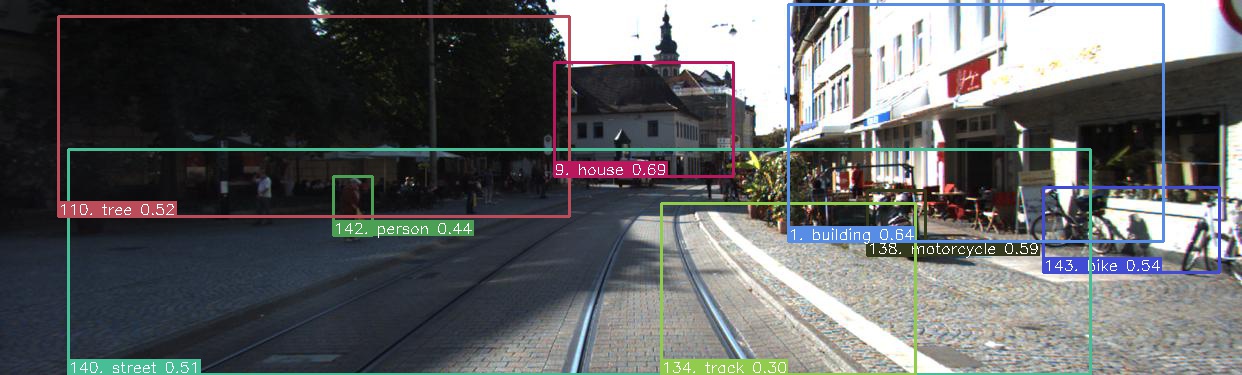 9. house 0.69
110. tree 0.52
142. person 0.44
1. building 0.64
138. motorcycle 0.59
143. bike 0.54
140. street 0.51
134. track 0.30